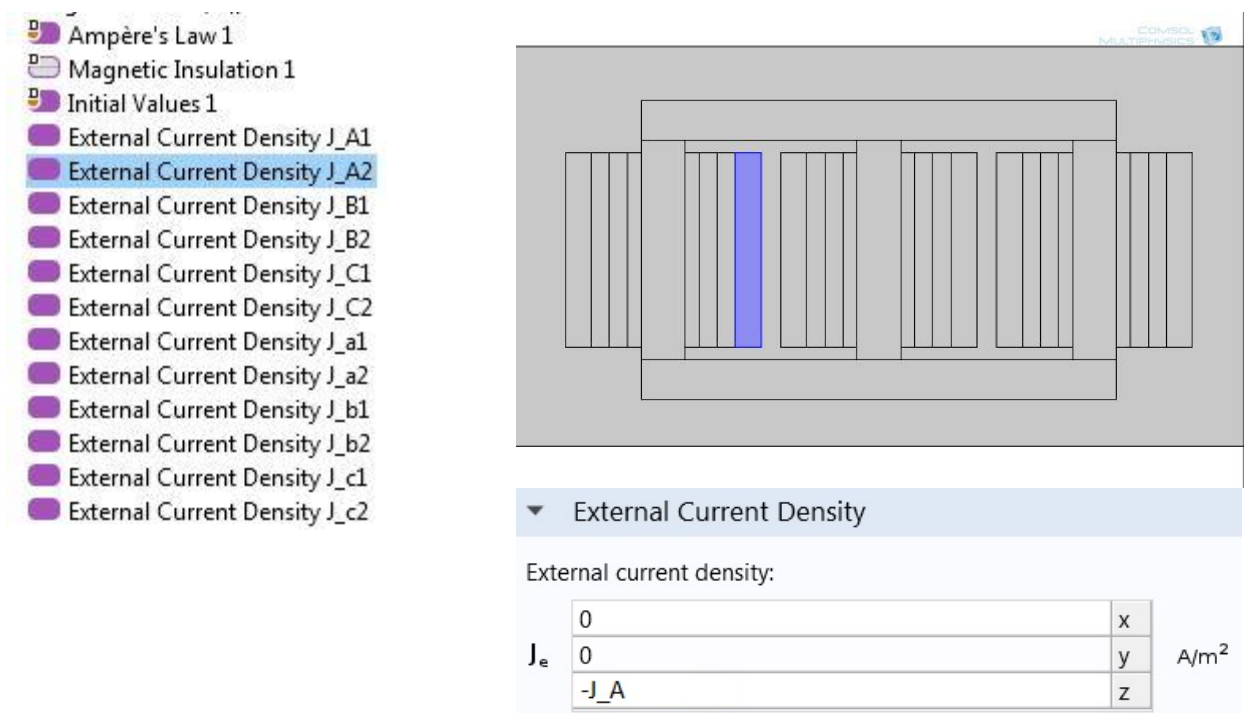 Ampère's Law 1
Magnetic Insulation 1
Initial Values 1
External Current Density J_A1
External Current Density J_A2
External Current Density J_B1
External Current Density J_B2
External Current Density J_C1
External Current Density J_C2
External Current Density J_a1
External Current Density J_a2
External Current Density J_b1
External Current Density J_b2
External Current Density J_c1
External Current Density J_c2
COMSOL
MULTIPHYSICS
External Current Density
External current density:
0 x
Jₑ 0 y A/m²
-J_A z